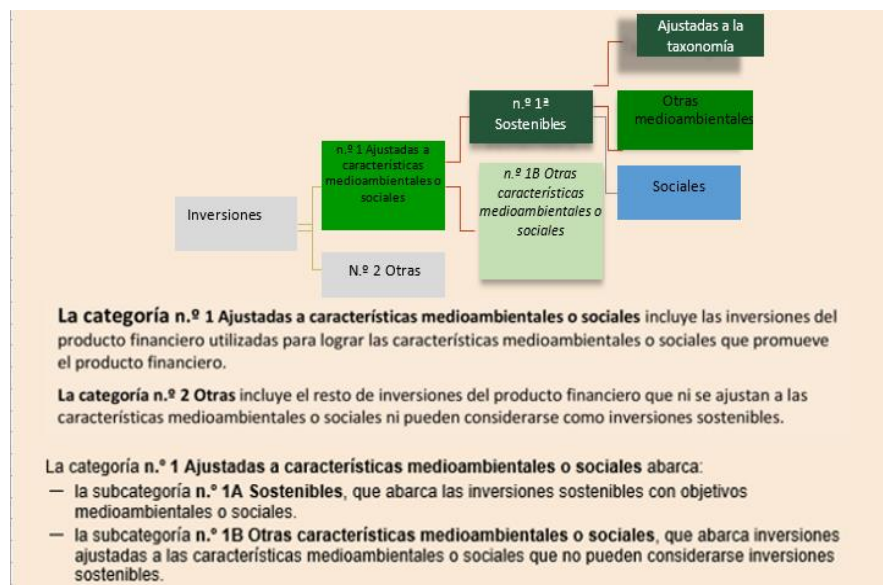 Ajustadas a la
taxonomía
n.º 1ª
Sostenibles
Otras
medioambientales
n.º 1 Ajustadas a
características
medioambientales o
sociales
n.º 1B Otras
características
medioambientales o
sociales
Sociales
Inversiones
N.º 2 Otras
La categoría n.º 1 Ajustadas a características medioambientales o sociales incluye las inversiones del
producto financiero utilizadas para lograr las características medioambientales o sociales que promueve
el producto financiero.
La categoría n.º 2 Otras incluye el resto de inversiones del producto financiero que ni se ajustan a las
características medioambientales o sociales ni pueden considerarse como inversiones sostenibles.
La categoría n.º 1 Ajustadas a características medioambientales o sociales abarca:
— la subcategoría n.º 1A Sostenibles, que abarca las inversiones sostenibles con objetivos
medioambientales o sociales.
— la subcategoría n.º 1B Otras características medioambientales o sociales, que abarca inversiones
ajustadas a las características medioambientales o sociales que no pueden considerarse inversiones
sostenibles.